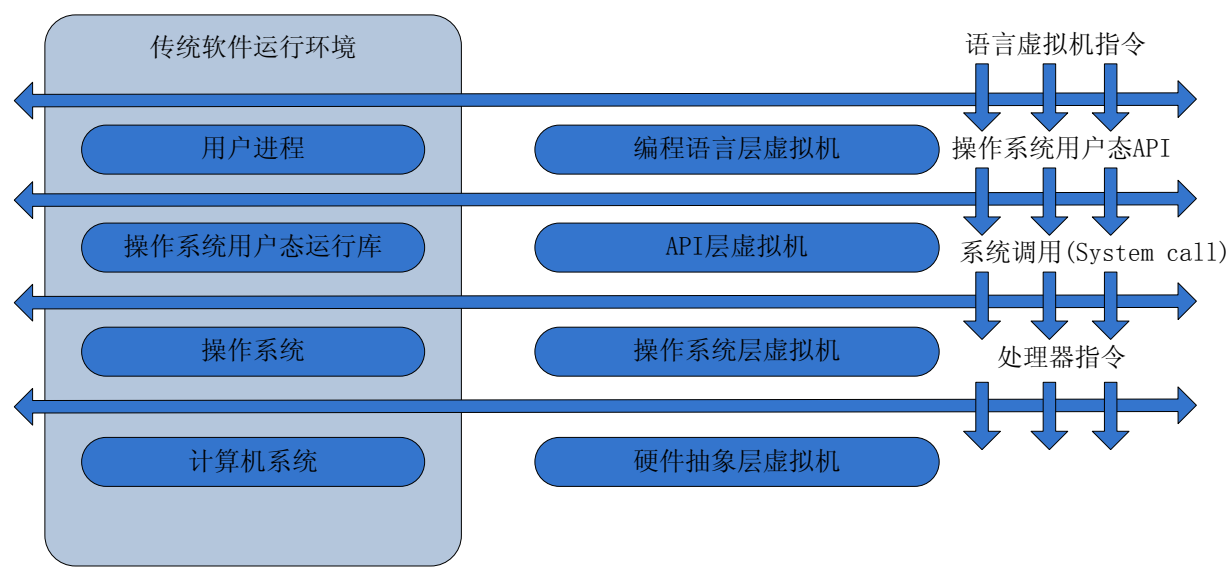 传统软件运行环境
语言虚拟机指令
用户进程
编程语言层虚拟机
操作系统用户态API
操作系统用户态运行库
API层虚拟机
系统调用(System call)
操作系统
操作系统层虚拟机
处理器指令
计算机系统
硬件抽象层虚拟机